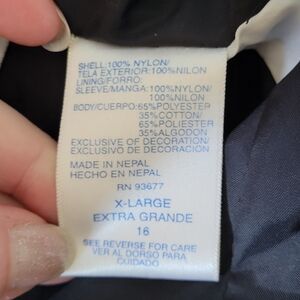 SHELL:100% NYLON/
TELA EXTERIOR:100%NILON
LINING/FORRO:
SLEEVE/MANGA:100%NYLON/
100%NILON
BODY/CUERPO:65%POLYESTER
35%COTTON/
65%POLIESTER
35%ALGODON
EXCLUSIVE OF DECORATION/
EXCLUSIVO DE DECORACIÓN
MADE IN NEPAL
HECHO EN NEPAL
RN 93677
X-LARGE
EXTRA GRANDE
16
SEE REVERSE FOR CARE
VER AL DORSO PARA
CUIDADO